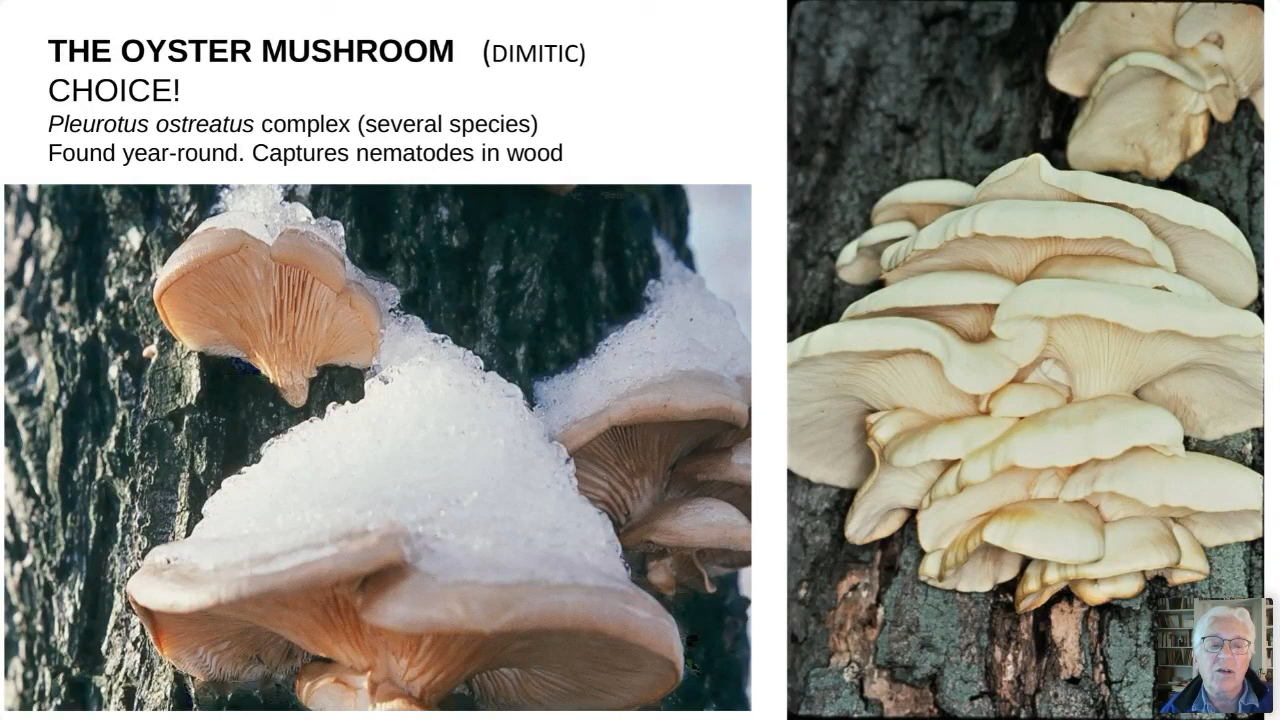 THE OYSTER MUSHROOM (DIMITIC)
CHOICE!
Pleurotus ostreatus complex (several species)
Found year-round. Captures nematodes in wood